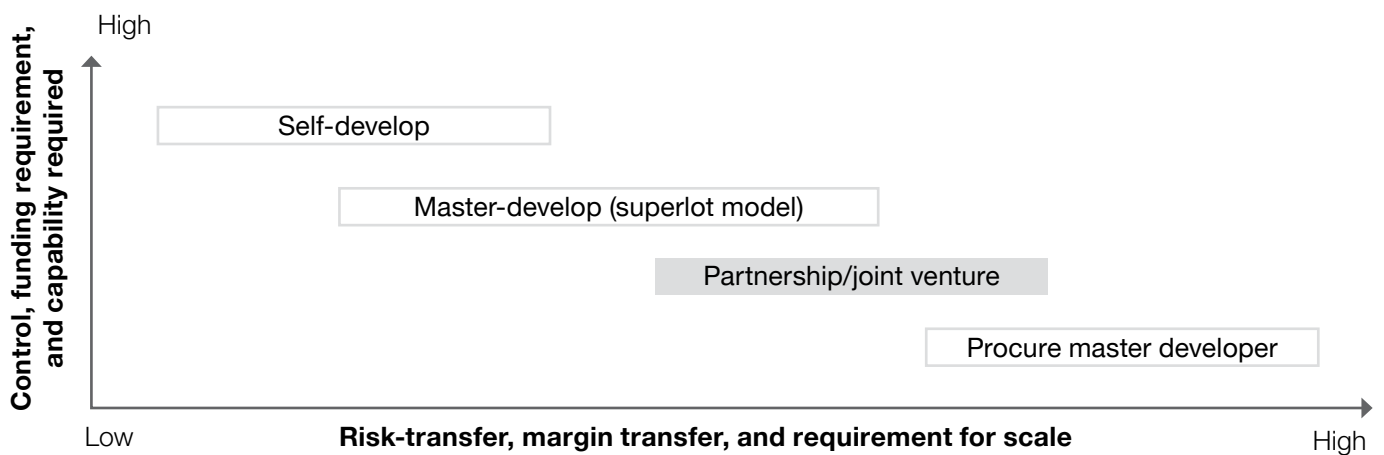 High
Control, funding requirement,
and capability required
Self-develop
Master-develop (superlot model)
Partnership/joint venture
Procure master developer
Low
Risk-transfer, margin transfer, and requirement for scale
High